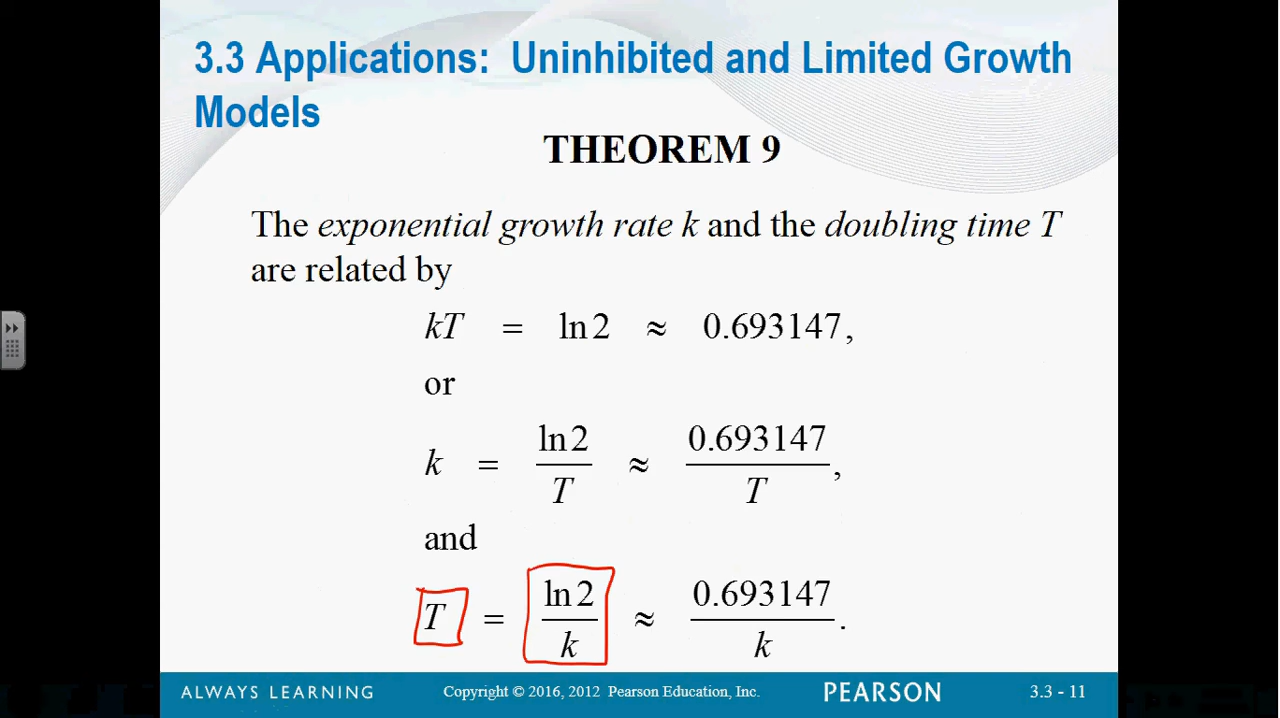 3.3 Applications: Uninhibited and Limited Growth
Models
THEOREM 9
The exponential growth rate k and the doubling time T
are related by
kT = ln 2 ≈ 0.693147,
or
k = ln 2 / T ≈ 0.693147 / T,
and
T = ln 2 / k ≈ 0.693147 / k.
ALWAYS LEARNING Copyright © 2016, 2012 Pearson Education, Inc. PEARSON 3.3 - 11